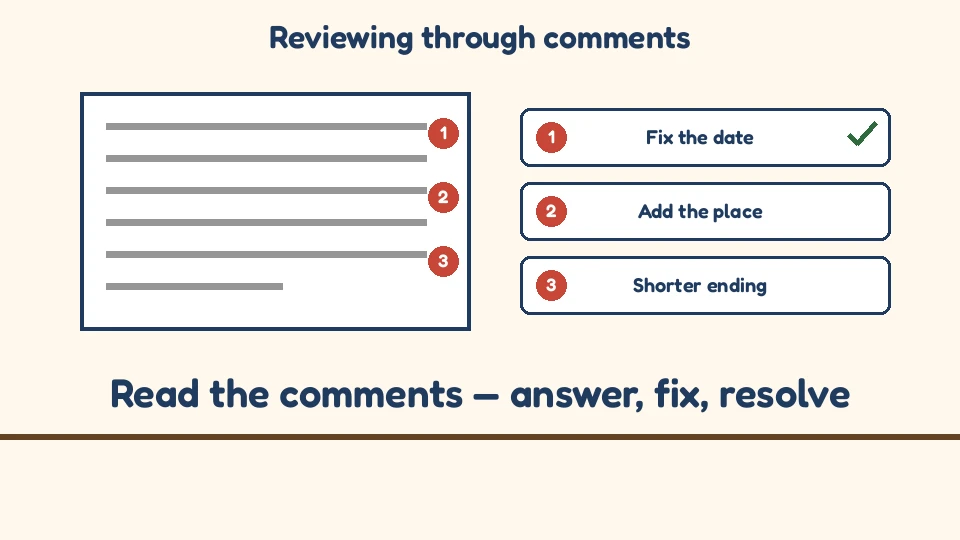 Reviewing through comments
1
2
3
1 Fix the date
2 Add the place
3 Shorter ending
Read the comments — answer, fix, resolve